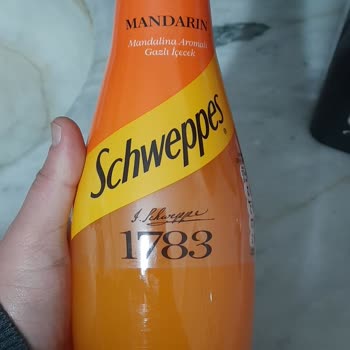 MANDARIN
Mandalina Aromalı
Gazlı İçecek
Schweppes
J. Schweppe
1783